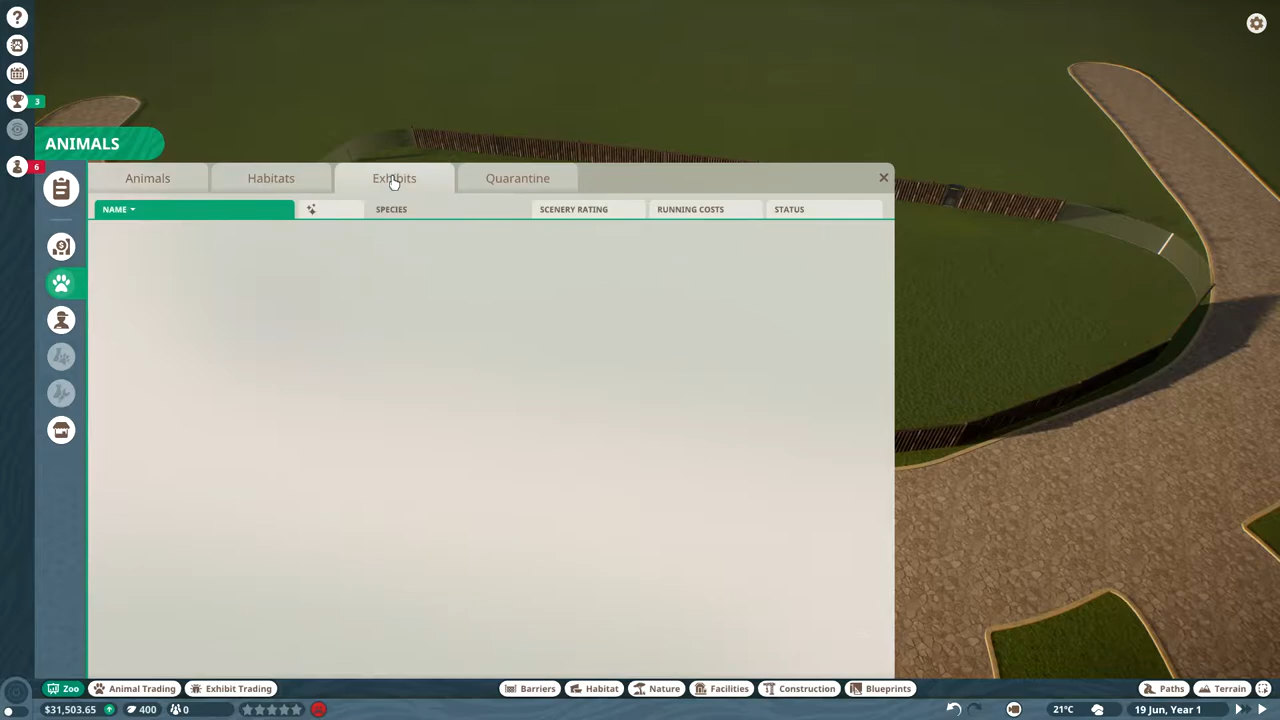 ?
3
ANIMALS
6
Animals
Habitats
Exhibits
Quarantine
NAME
SPECIES
SCENERY RATING
RUNNING COSTS
STATUS
Zoo
Animal Trading
Exhibit Trading
Barriers
Habitat
Nature
Facilities
Construction
Blueprints
Paths
Terrain
$31,503.65
400
0
21°C
19 Jun, Year 1